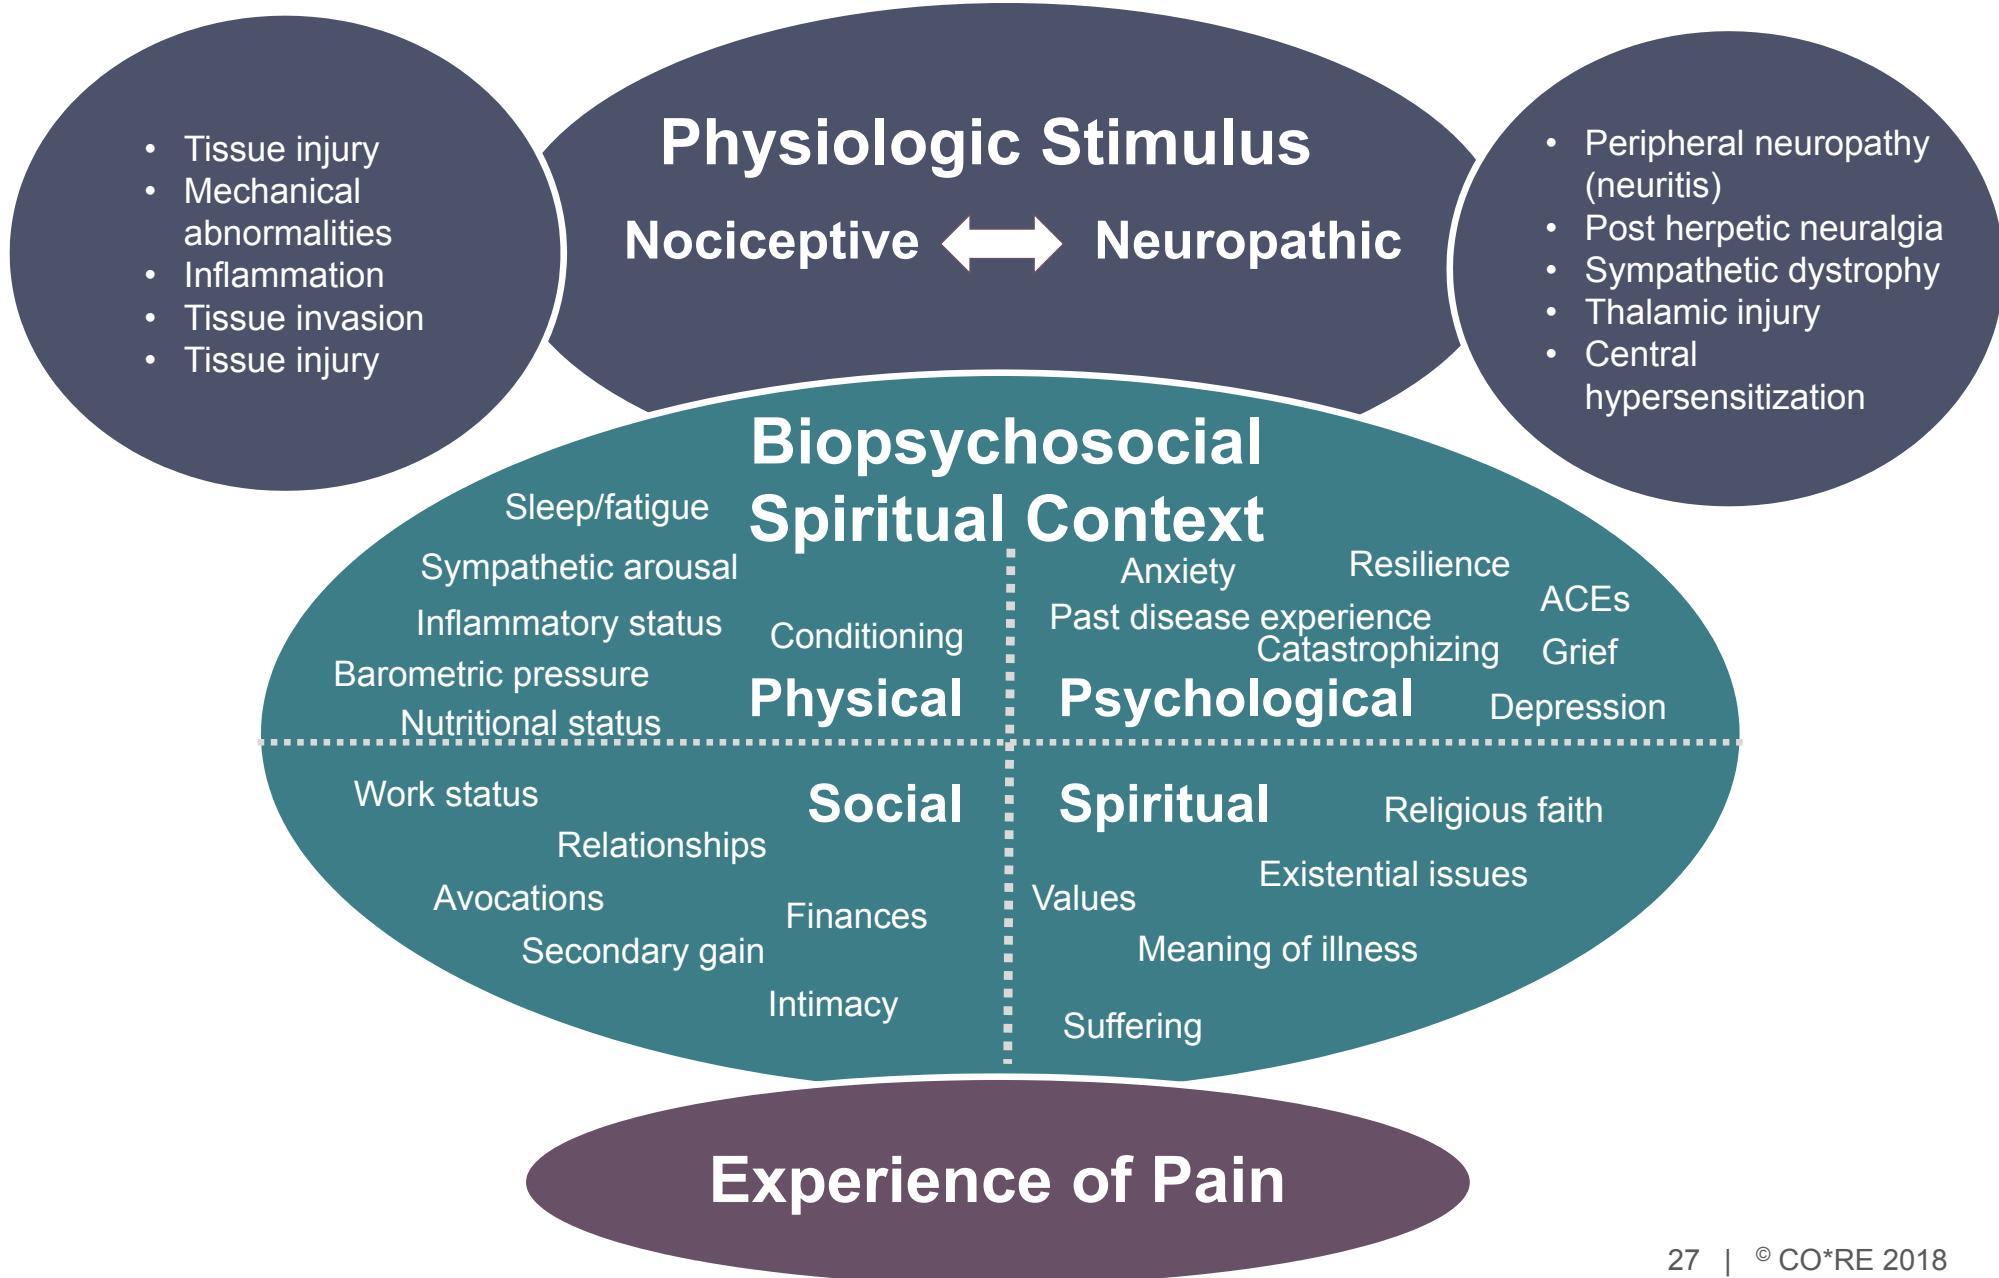 • Tissue injury
• Mechanical
abnormalities
• Inflammation
• Tissue invasion
• Tissue injury
Physiologic Stimulus
Nociceptive
Neuropathic
• Peripheral neuropathy
(neuritis)
• Post herpetic neuralgia
• Sympathetic dystrophy
• Thalamic injury
• Central
hypersensitization
Biopsychosocial
Spiritual Context
Sleep/fatigue
Sympathetic arousal
Inflammatory status
Conditioning
Barometric pressure
Physical
Nutritional status
Anxiety
Resilience
ACEs
Past disease experience
Catastrophizing
Grief
Psychological
Depression
Work status
Social
Relationships
Avocations
Finances
Secondary gain
Intimacy
Spiritual
Religious faith
Existential issues
Values
Meaning of illness
Suffering
Experience of Pain
27 | © CO*RE 2018